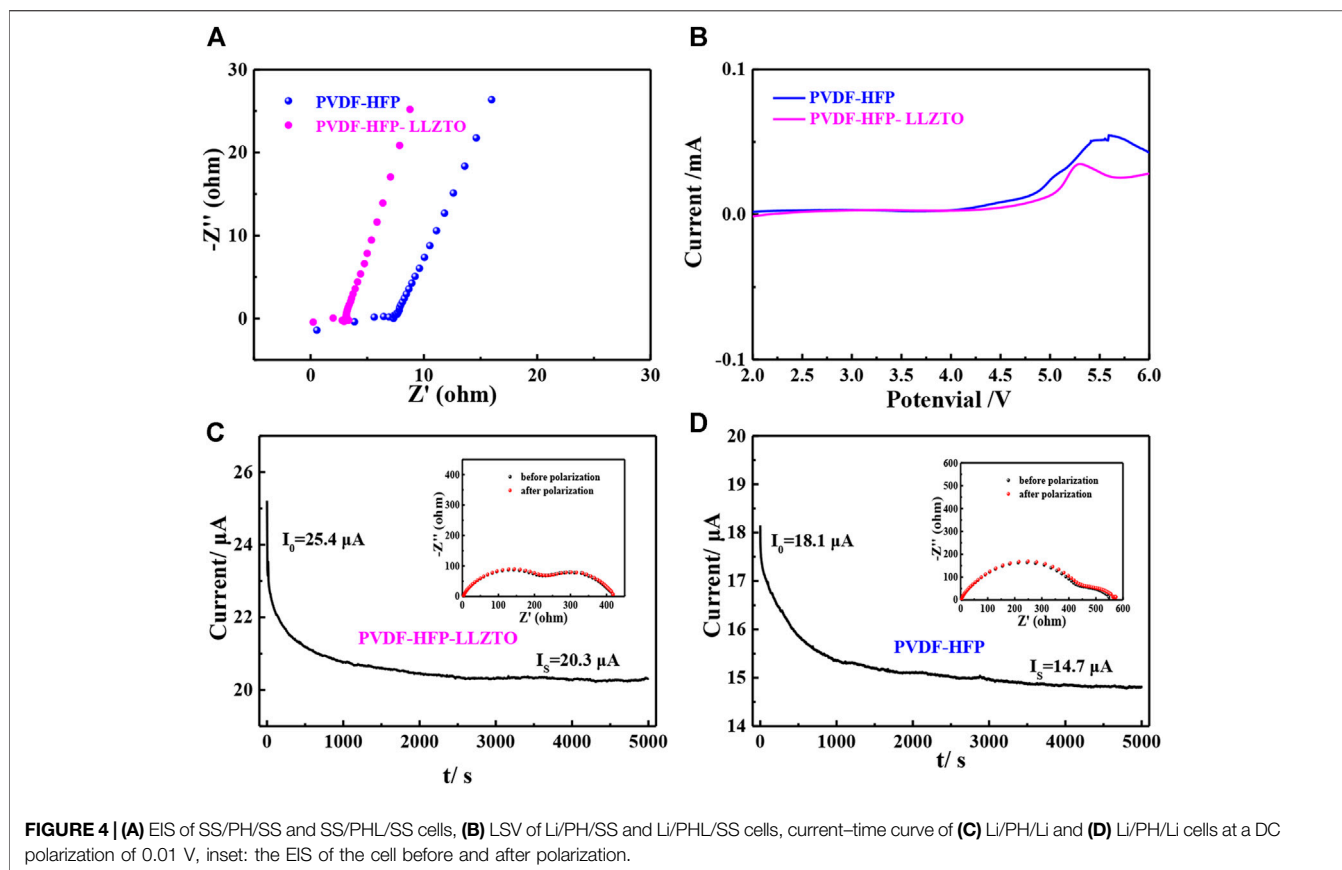 A
30
20
10
0
-Z'' (ohm)
PVDF-HFP
PVDF-HFP- LLZTO
0 10 20 30
Z' (ohm)
B
0.1
0.0
-0.1
Current /mA
PVDF-HFP
PVDF-HFP- LLZTO
2.0 2.5 3.0 3.5 4.0 4.5 5.0 5.5 6.0
Potenvial /V
C
26
24
22
20
Current/ µA
I0=25.4 µA
PVDF-HFP-LLZTO
IS=20.3 µA
0 1000 2000 3000 4000 5000
t/ s
400
300
200
100
0
-Z'' (ohm)
before polarization
after polarization
0 100 200 300 400
Z' (ohm)
D
20
19
18
17
16
15
14
Current/ µA
I0=18.1 µA
PVDF-HFP
IS=14.7 µA
0 1000 2000 3000 4000 5000
t/ s
600
500
400
300
200
100
0
-Z'' (ohm)
before polarization
after polarization
0 100 200 300 400 500 600
Z' (ohm)
FIGURE 4 | (A) EIS of SS/PH/SS and SS/PHL/SS cells, (B) LSV of Li/PH/SS and Li/PHL/SS cells, current–time curve of (C) Li/PH/Li and (D) Li/PH/Li cells at a DC
polarization of 0.01 V, inset: the EIS of the cell before and after polarization.